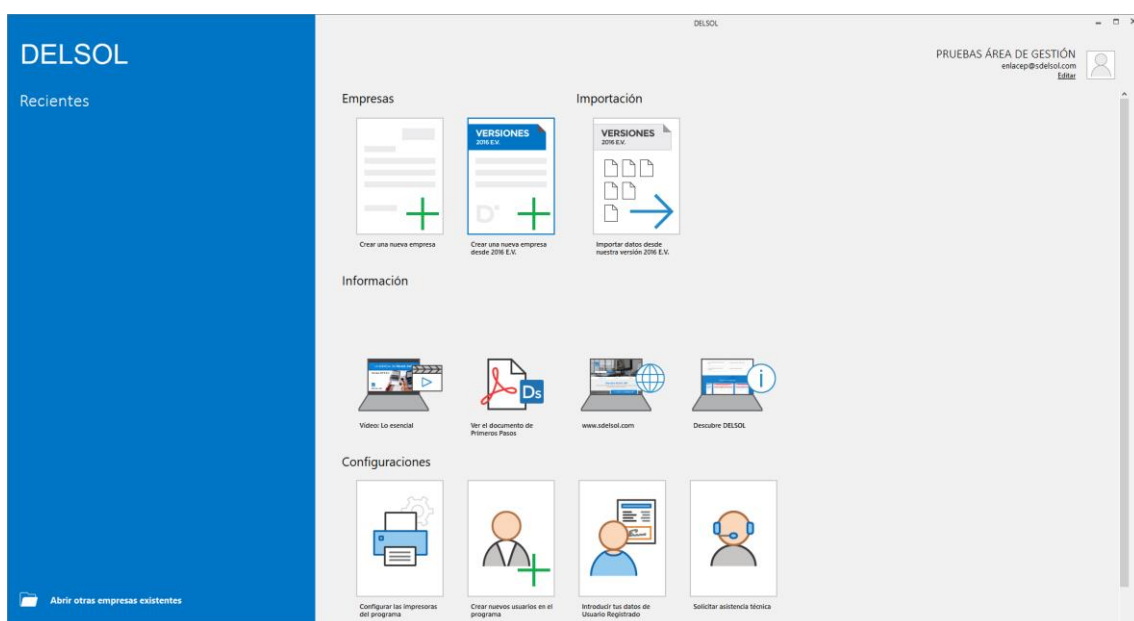 DELSOL
DELSOL
PRUEBAS ÁREA DE GESTIÓN
enlacep@sdelsol.com
Editar
Recientes
Empresas
Importación
VERSIONES
2016 E.V.
VERSIONES
2016 E.V.
Crear una nueva empresa
Crear una nueva empresa
desde 2016 E.V.
Importar datos desde
nuestra versión 2016 E.V.
Información
Ds
Vídeo: Lo esencial
Ver el documento de
Primeros Pasos
www.sdelsol.com
Descubre DELSOL
Configuraciones
Configurar las impresoras
del programa
Crear nuevos usuarios en el
programa
Introducir tus datos de
Usuario Registrado
Solicitar asistencia técnica
Abrir otras empresas existentes